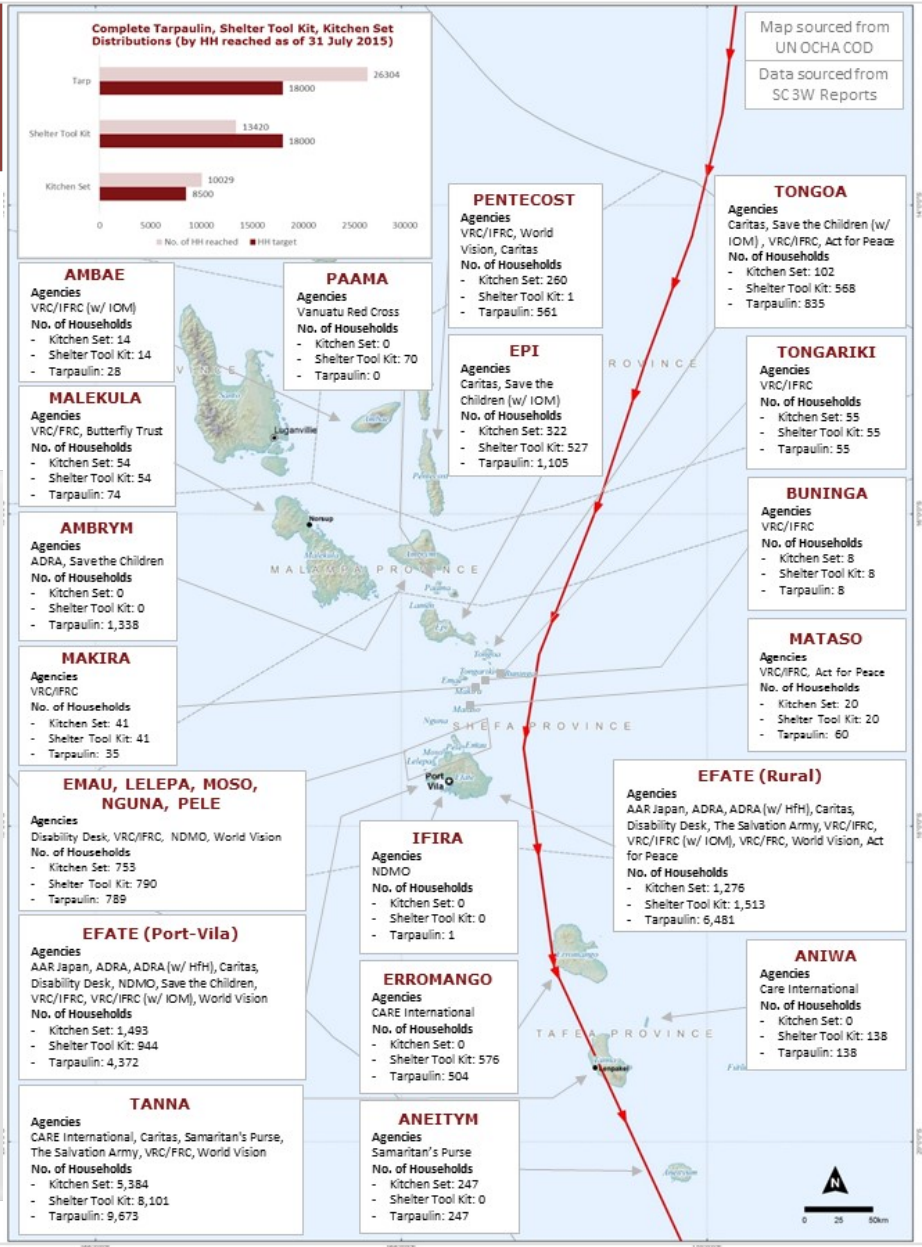 Complete Tarpaulin, Shelter Tool Kit, Kitchen Set
Distributions (by HH reached as of 31 July 2015)
Tarp
26304
18000
Shelter Tool Kit
13420
18000
Kitchen Set
10029
8500
0 5000 10000 15000 20000 25000 30000
No. of HH reached HH target
Map sourced from
UN OCHA COD
Data sourced from
SC 3W Reports
PENTECOST
Agencies
VRC/IFRC, World
Vision, Caritas
No. of Households
- Kitchen Set: 260
- Shelter Tool Kit: 1
- Tarpaulin: 561
TONGOA
Agencies
Caritas, Save the Children (w/
IOM) , VRC/IFRC, Act for Peace
No. of Households
- Kitchen Set: 102
- Shelter Tool Kit: 568
- Tarpaulin: 835
AMBAE
Agencies
VRC/IFRC (w/ IOM)
No. of Households
- Kitchen Set: 14
- Shelter Tool Kit: 14
- Tarpaulin: 28
PAAMA
Agencies
Vanuatu Red Cross
No. of Households
- Kitchen Set: 0
- Shelter Tool Kit: 70
- Tarpaulin: 0
EPI
Agencies
Caritas, Save the
Children (w/ IOM)
No. of Households
- Kitchen Set: 322
- Shelter Tool Kit: 527
- Tarpaulin: 1,105
TONGARIKI
Agencies
VRC/IFRC
No. of Households
- Kitchen Set: 55
- Shelter Tool Kit: 55
- Tarpaulin: 55
MALEKULA
Agencies
VRC/FRC, Butterfly Trust
No. of Households
- Kitchen Set: 54
- Shelter Tool Kit: 54
- Tarpaulin: 74
BUNINGA
Agencies
VRC/IFRC
No. of Households
- Kitchen Set: 8
- Shelter Tool Kit: 8
- Tarpaulin: 8
AMBRYM
Agencies
ADRA, Save the Children
No. of Households
- Kitchen Set: 0
- Shelter Tool Kit: 0
- Tarpaulin: 1,338
MATASO
Agencies
VRC/IFRC, Act for Peace
No. of Households
- Kitchen Set: 20
- Shelter Tool Kit: 20
- Tarpaulin: 60
MAKIRA
Agencies
VRC/IFRC
No. of Households
- Kitchen Set: 41
- Shelter Tool Kit: 41
- Tarpaulin: 35
EMAU, LELEPA, MOSO,
NGUNA, PELE
Agencies
Disability Desk, VRC/IFRC, NDMO, World Vision
No. of Households
- Kitchen Set: 753
- Shelter Tool Kit: 790
- Tarpaulin: 789
EFATE (Rural)
Agencies
AAR Japan, ADRA, ADRA (w/ HfH), Caritas,
Disability Desk, The Salvation Army, VRC/IFRC,
VRC/IFRC (w/ IOM), VRC/FRC, World Vision, Act
for Peace
No. of Households
- Kitchen Set: 1,276
- Shelter Tool Kit: 1,513
- Tarpaulin: 6,481
IFIRA
Agencies
NDMO
No. of Households
- Kitchen Set: 0
- Shelter Tool Kit: 0
- Tarpaulin: 1
EFATE (Port-Vila)
Agencies
AAR Japan, ADRA, ADRA (w/ HfH), Caritas,
Disability Desk, NDMO, Save the Children,
VRC/IFRC, VRC/IFRC (w/ IOM), World Vision
No. of Households
- Kitchen Set: 1,493
- Shelter Tool Kit: 944
- Tarpaulin: 4,372
ERROMANGO
Agencies
CARE International
No. of Households
- Kitchen Set: 0
- Shelter Tool Kit: 576
- Tarpaulin: 504
ANIWA
Agencies
Care International
No. of Households
- Kitchen Set: 0
- Shelter Tool Kit: 138
- Tarpaulin: 138
TANNA
Agencies
CARE International, Caritas, Samaritan's Purse,
The Salvation Army, VRC/FRC, World Vision
No. of Households
- Kitchen Set: 5,384
- Shelter Tool Kit: 8,101
- Tarpaulin: 9,673
ANEITYM
Agencies
Samaritan's Purse
No. of Households
- Kitchen Set: 247
- Shelter Tool Kit: 0
- Tarpaulin: 247
ROVINCE
Luganville
Ambae
Pentecost
Norsup
Malekula
Ambrym
MALAMPA PROVINCE
Paama
Lamen
Epi
Tongoa
Tongariki
Buninga
Emae
Makira
Mataso
Nguna
SHEFA PROVINCE
Pele
Emau
Moso
Lelepa
Port
Vila
Efate
Erromango
TAFEA PROVINCE
Tanna
Lenakel
Aneityum
N
0 25 50km